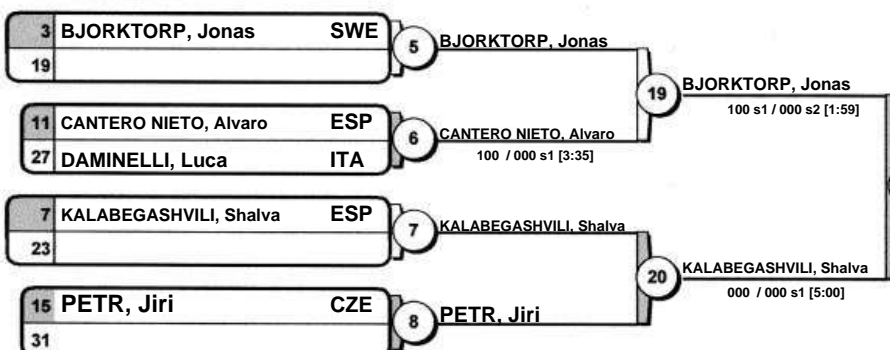 3 BJORKTORP, Jonas SWE
19
5
BJORKTORP, Jonas
11 CANTERO NIETO, Alvaro ESP
27 DAMINELLI, Luca ITA
6
CANTERO NIETO, Alvaro
100 / 000 s1 [3:35]
19
BJORKTORP, Jonas
100 s1 / 000 s2 [1:59]
7 KALABEGASHVILI, Shalva ESP
23
7
KALABEGASHVILI, Shalva
15 PETR, Jiri CZE
31
8
PETR, Jiri
20
KALABEGASHVILI, Shalva
000 / 000 s1 [5:00]